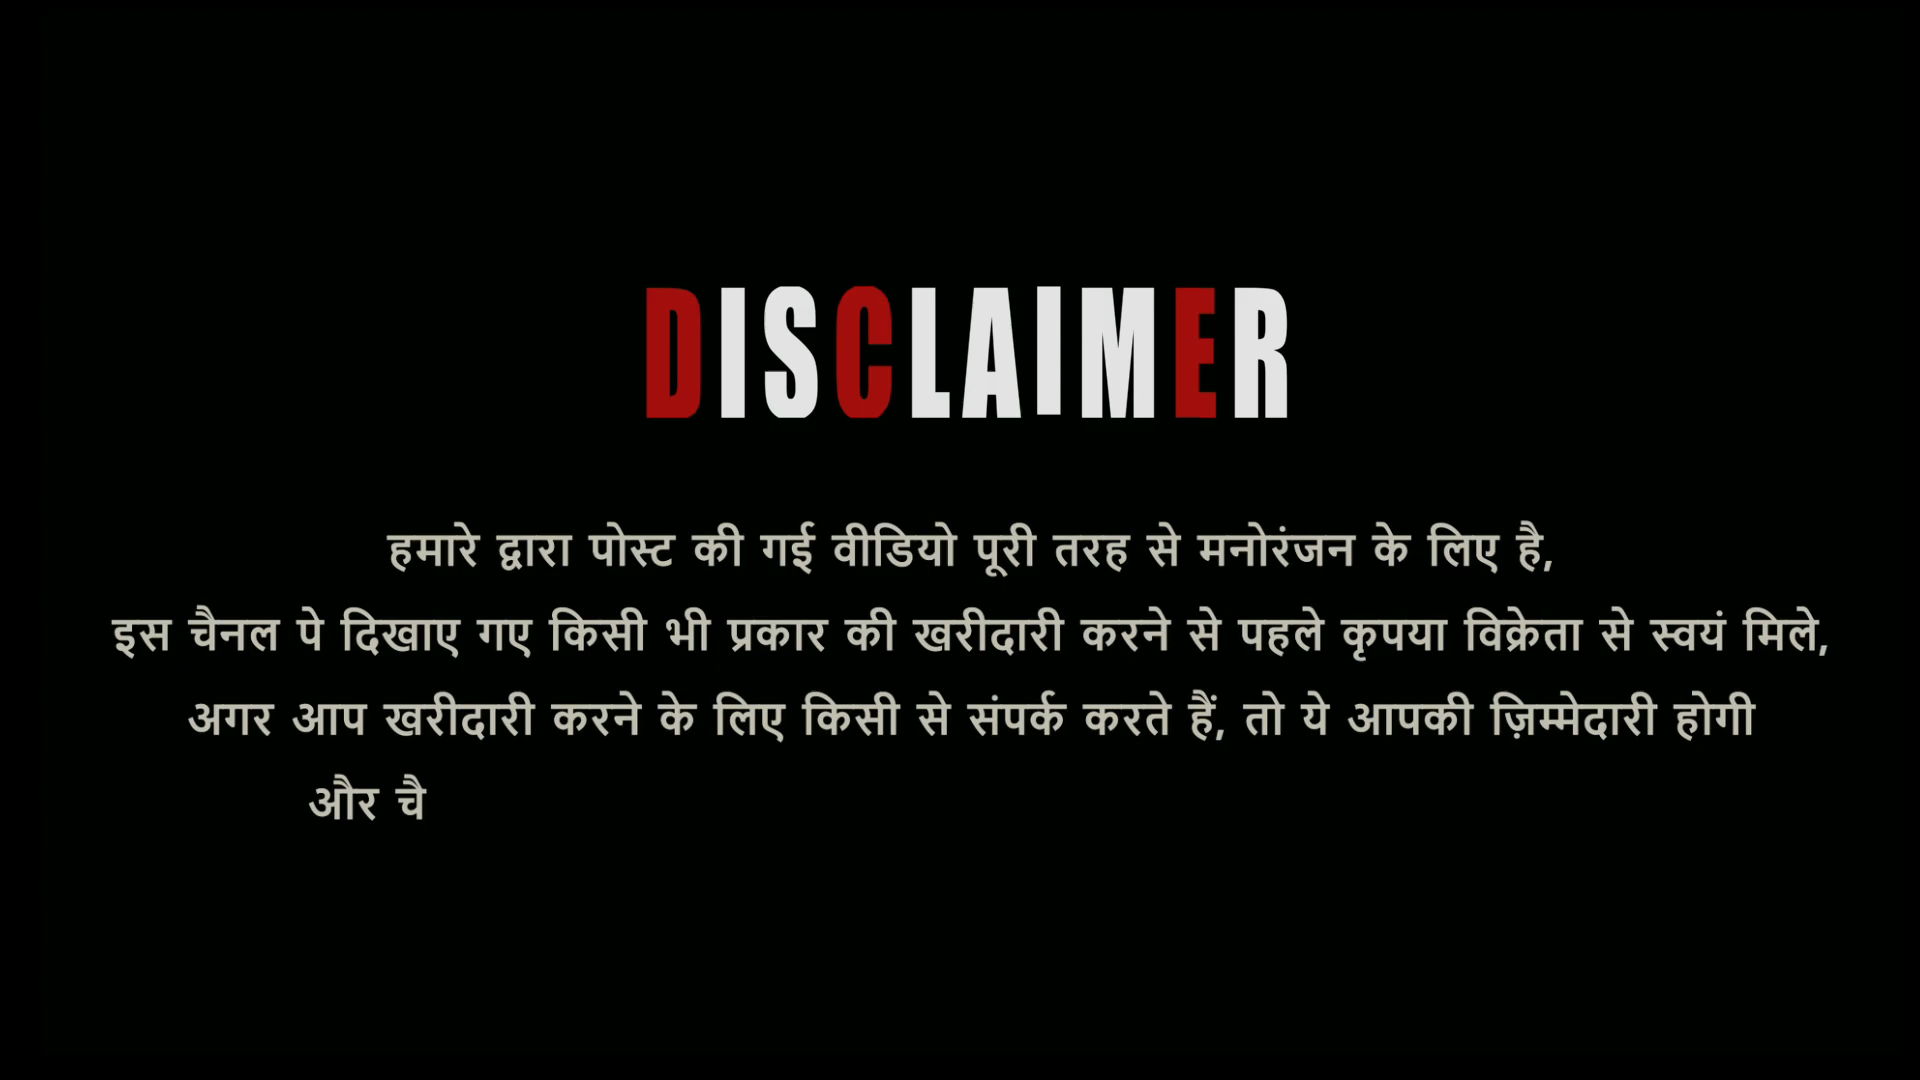 DISCLAIMER
हमारे द्वारा पोस्ट की गई वीडियो पूरी तरह से मनोरंजन के लिए है,
इस चैनल पे दिखाए गए किसी भी प्रकार की खरीदारी करने से पहले कृपया विक्रेता से स्वयं मिले,
अगर आप खरीदारी करने के लिए किसी से संपर्क करते हैं, तो ये आपकी ज़िम्मेदारी होगी
और चै